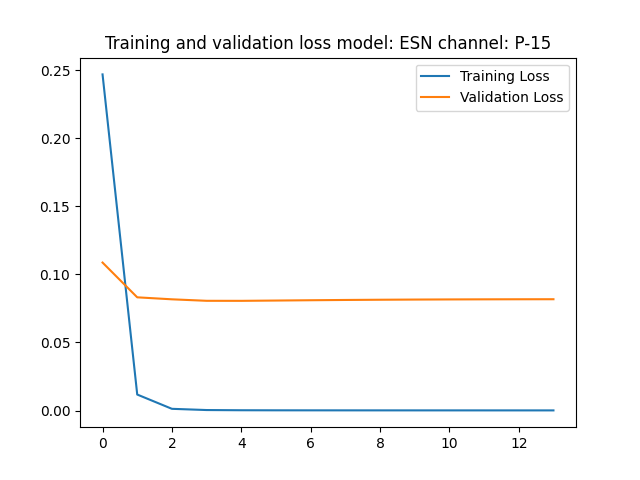 Training and validation loss model: ESN channel: P-15
Training Loss
Validation Loss
0.25
0.20
0.15
0.10
0.05
0.00
0 2 4 6 8 10 12